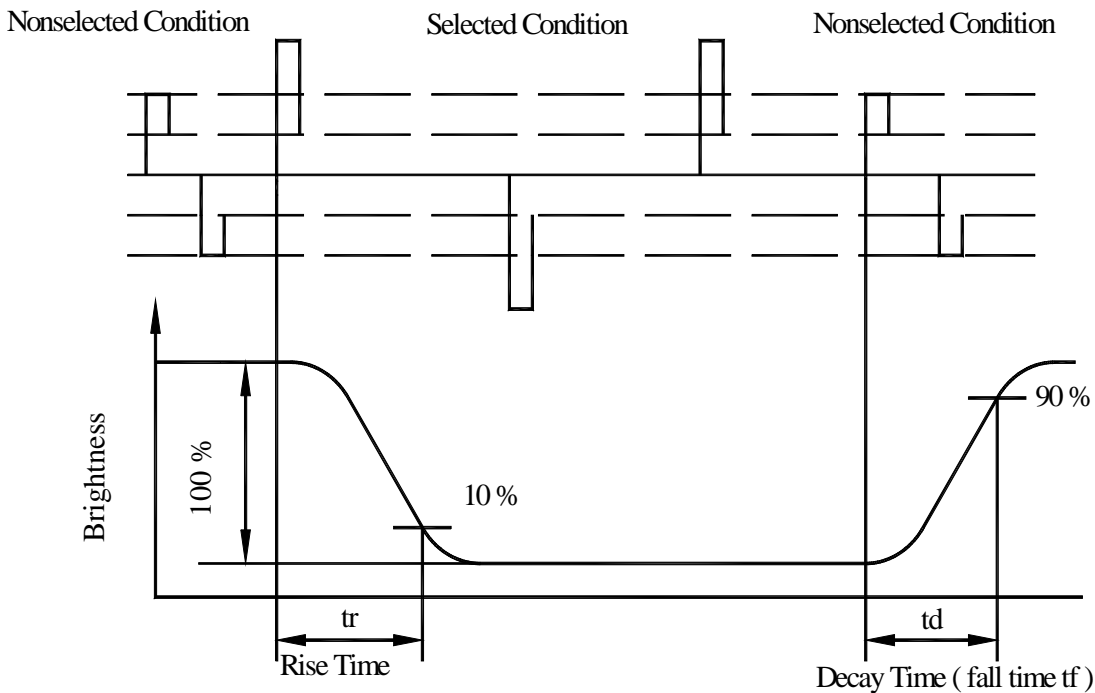 Nonselected Condition
Selected Condition
Nonselected Condition
Brightness
100 %
10 %
90 %
tr
Rise Time
td
Decay Time ( fall time tf )